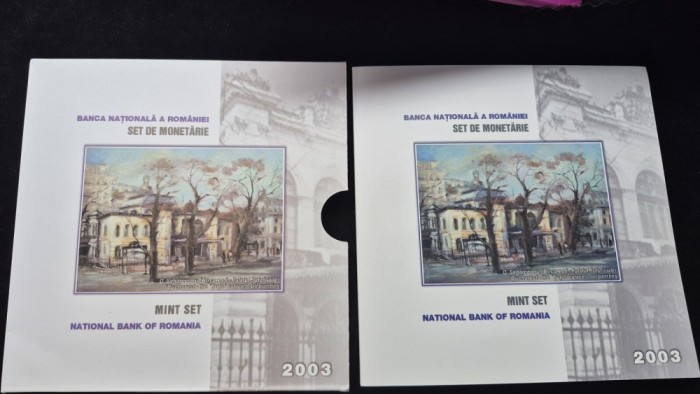 BANCA NAȚIONALĂ A ROMÂNIEI
SET DE MONETĂRIE
MINT SET
NATIONAL BANK OF ROMANIA
2003
BANCA NAȚIONALĂ A ROMÂNIEI
SET DE MONETĂRIE
MINT SET
NATIONAL BANK OF ROMANIA
2003